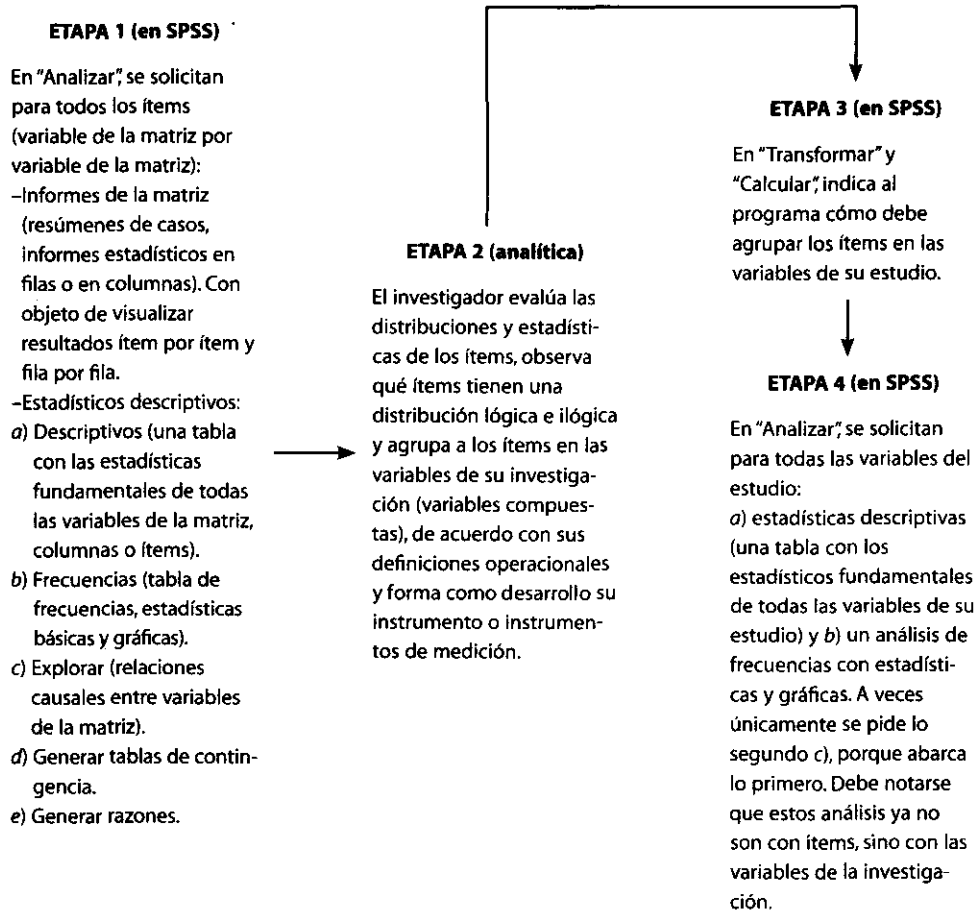 ETAPA 1 (en SPSS)
En "Analizar", se solicitan
para todos los ítems
(variable de la matriz por
variable de la matriz):
–Informes de la matriz
(resúmenes de casos,
informes estadísticos en
filas o en columnas). Con
objeto de visualizar
resultados ítem por ítem y
fila por fila.
–Estadísticos descriptivos:
a) Descriptivos (una tabla
con las estadísticas
fundamentales de todas
las variables de la matriz,
columnas o ítems).
b) Frecuencias (tabla de
frecuencias, estadísticas
básicas y gráficas).
c) Explorar (relaciones
causales entre variables
de la matriz).
d) Generar tablas de contin-
gencia.
e) Generar razones.
ETAPA 2 (analítica)
El investigador evalúa las
distribuciones y estadísti-
cas de los ítems, observa
qué ítems tienen una
distribución lógica e ilógica
y agrupa a los ítems en las
variables de su investiga-
ción (variables compues-
tas), de acuerdo con sus
definiciones operacionales
y forma como desarrollo su
instrumento o instrumen-
tos de medición.
ETAPA 3 (en SPSS)
En "Transformar" y
"Calcular", indica al
programa cómo debe
agrupar los ítems en las
variables de su estudio.
ETAPA 4 (en SPSS)
En "Analizar", se solicitan
para todas las variables del
estudio:
a) estadísticas descriptivas
(una tabla con los
estadísticos fundamentales
de todas las variables de su
estudio) y b) un análisis de
frecuencias con estadísti-
cas y gráficas. A veces
únicamente se pide lo
segundo c), porque abarca
lo primero. Debe notarse
que estos análisis ya no
son con ítems, sino con las
variables de la investiga-
ción.